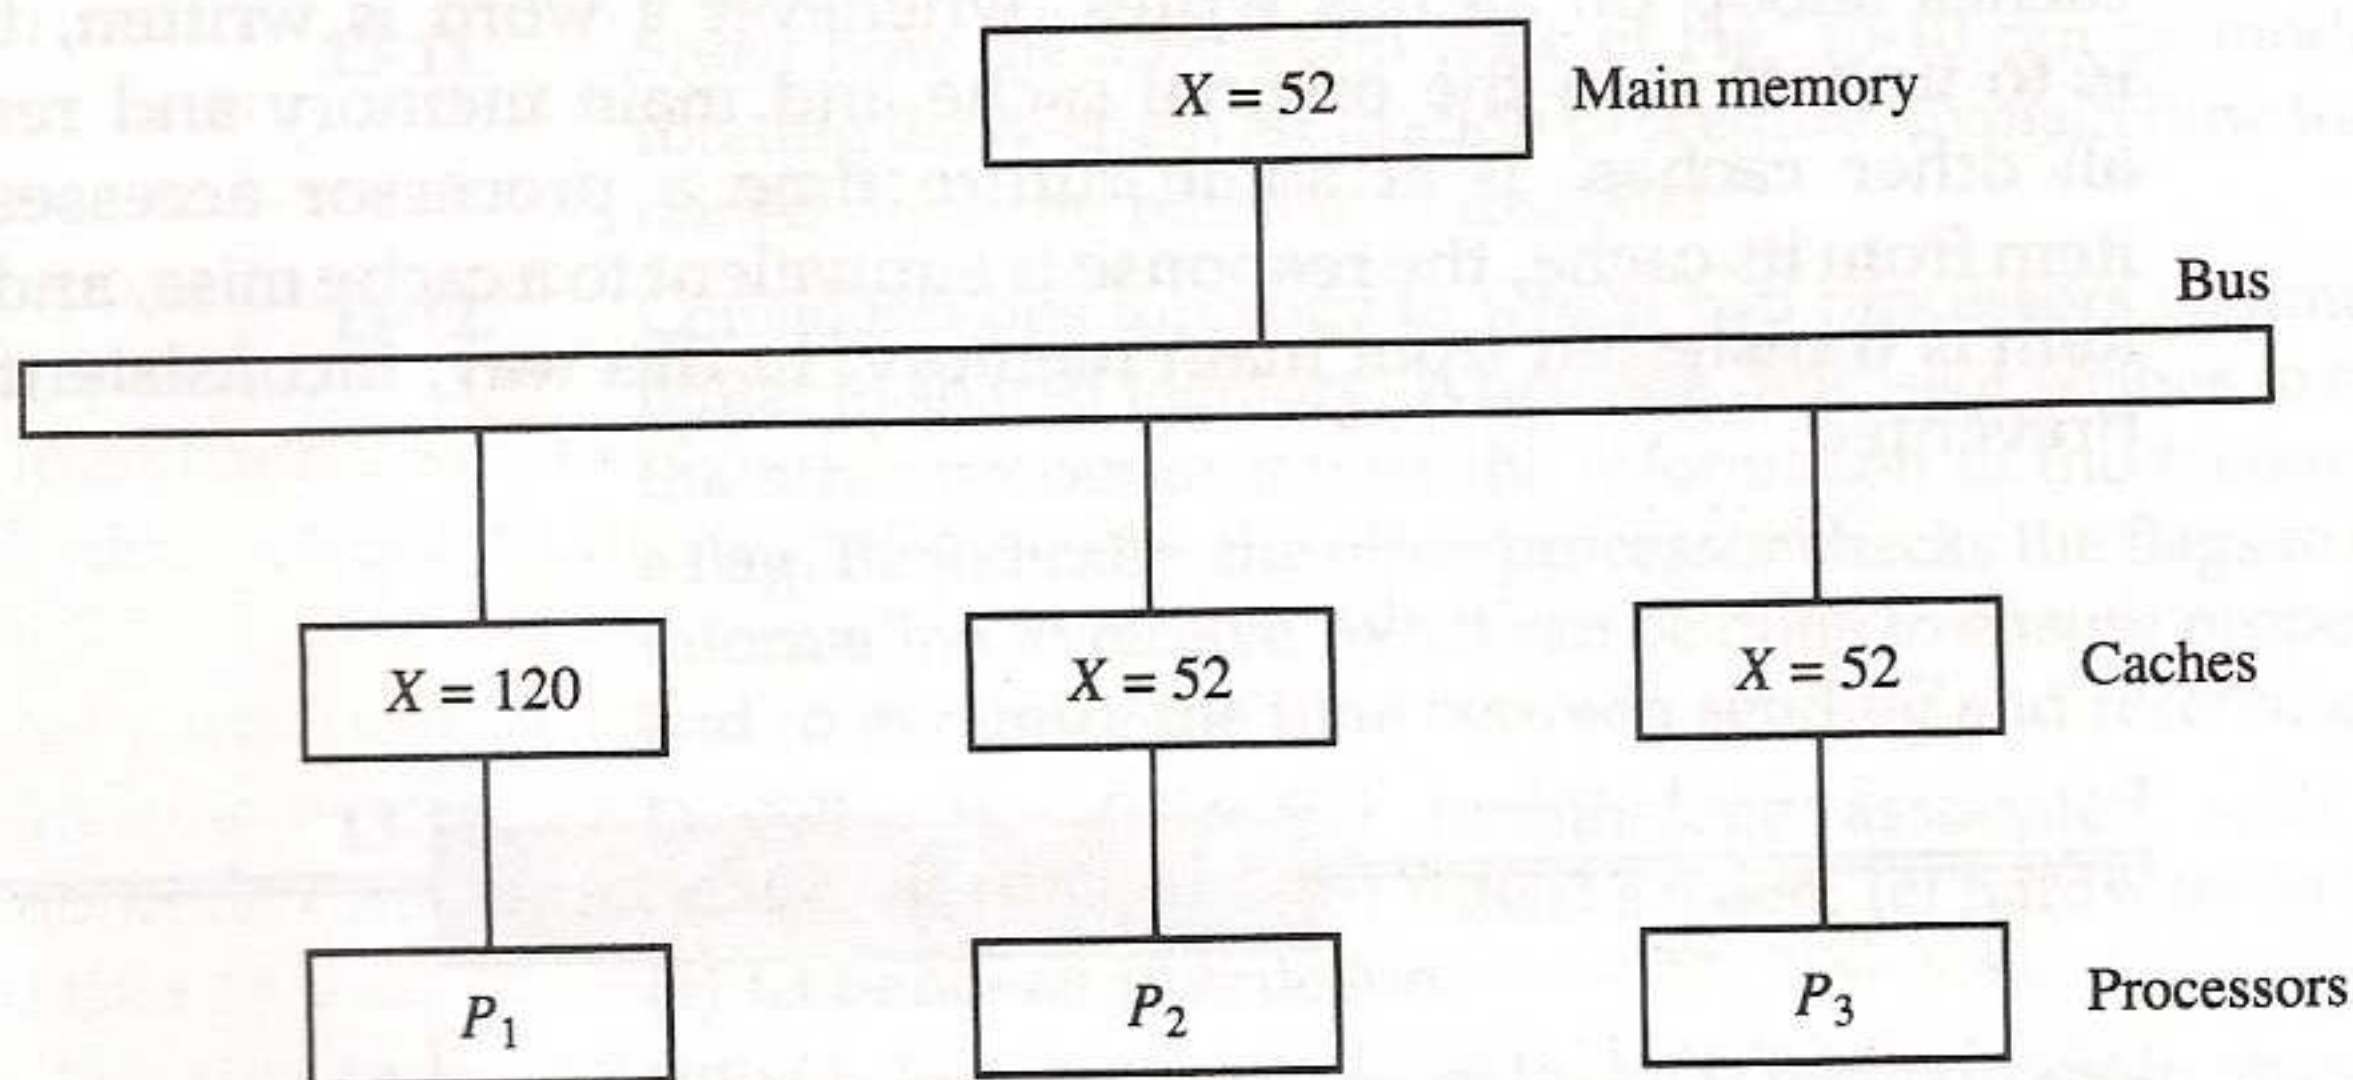 X = 52 Main memory
Bus
X = 120 X = 52 X = 52 Caches
P1 P2 P3 Processors